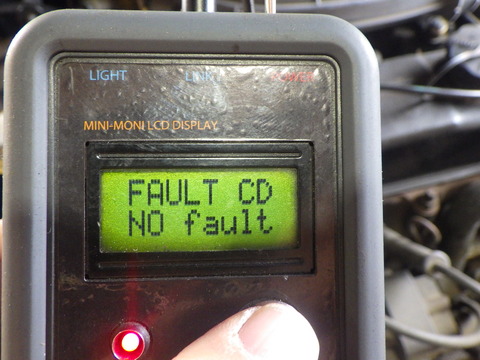 LIGHT LINK POWER
MINI-MONI LCD DISPLAY
FAULT CD
NO fault